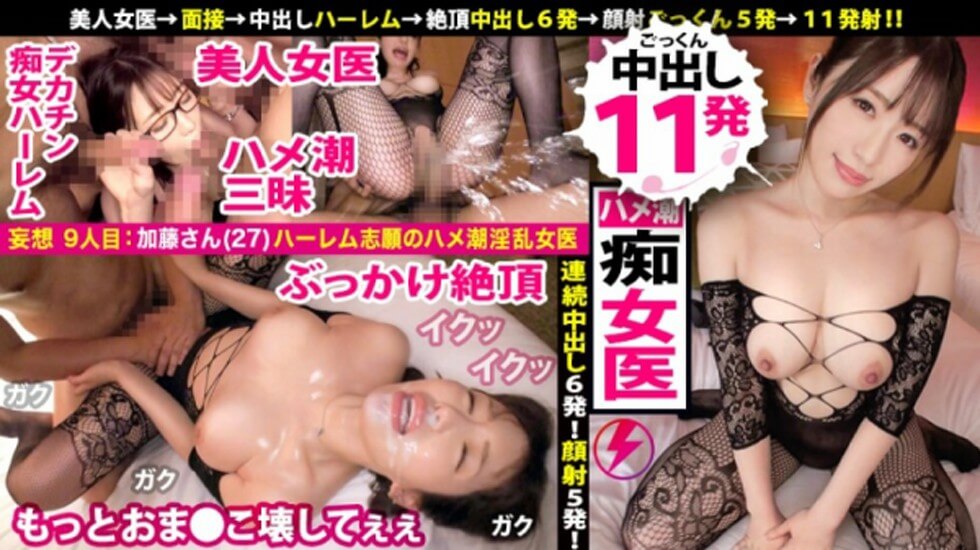 美人女医→面接→中出しハーレム→絶頂中出し6発→顔射ごっくん5発→11発射!!
デカチン
痴女ハーレム
美人女医
ハメ潮
三昧
妄想 9人目:加藤さん(27)ハーレム志願のハメ潮淫乱女医
ぶっかけ絶頂
イクッ
イクッ
ガク
ガク
ガク
もっとおま●こ壊してぇぇ
連続中出し6発!顔射5発!
ごっくん
中出し
11発
ハメ潮
痴女医